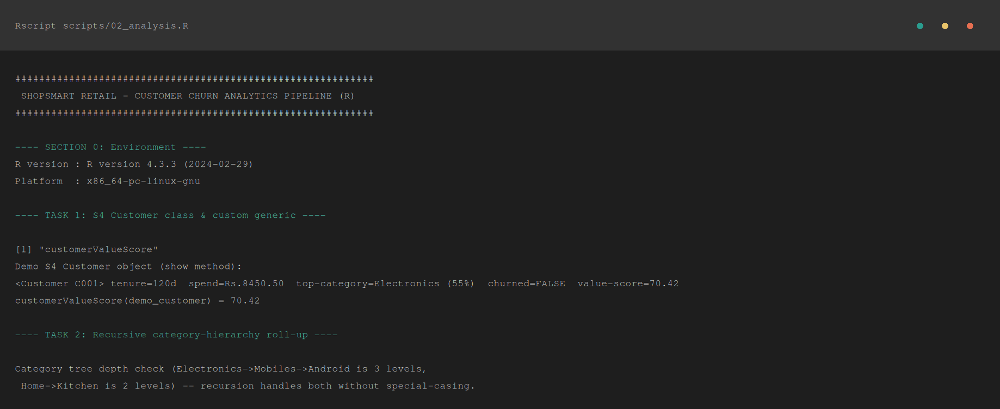 Rscript scripts/02_analysis.R
############################################################
 SHOPSMART RETAIL - CUSTOMER CHURN ANALYTICS PIPELINE (R)
############################################################
---- SECTION 0: Environment ----
R version : R version 4.3.3 (2024-02-29)
Platform  : x86_64-pc-linux-gnu
---- TASK 1: S4 Customer class & custom generic ----
[1] "customerValueScore"
Demo S4 Customer object (show method):
<Customer C001> tenure=120d  spend=Rs.8450.50  top-category=Electronics (55%)  churned=FALSE  value-score=70.42
customerValueScore(demo_customer) = 70.42
---- TASK 2: Recursive category-hierarchy roll-up ----
Category tree depth check (Electronics->Mobiles->Android is 3 levels,
 Home->Kitchen is 2 levels) -- recursion handles both without special-casing.